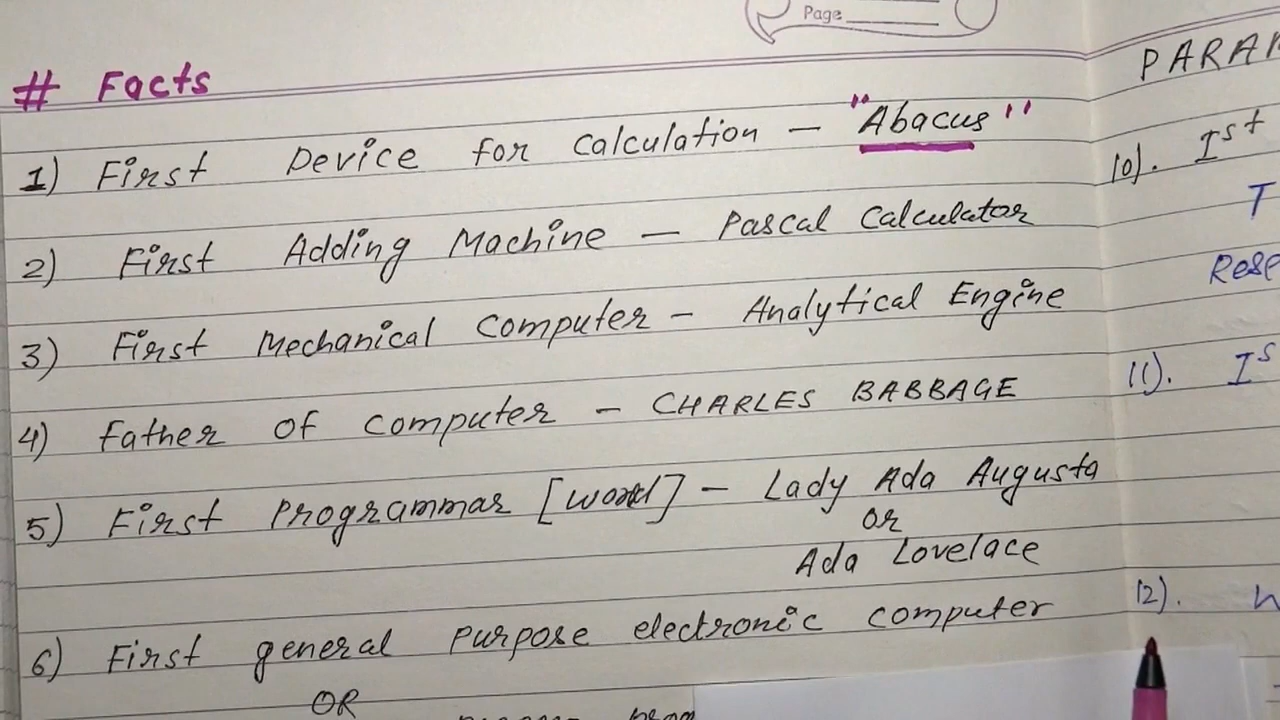 Page
# Facts
1) First Device for Calculation - "Abacus"
2) First Adding Machine - Pascal Calculator
3) First Mechanical Computer - Analytical Engine
4) Father of Computer - CHARLES BABBAGE
5) First Programmar [World] - Lady Ada Augusta
or
Ada Lovelace
6) First general Purpose electronic computer
OR
10). Ist
11).
12).